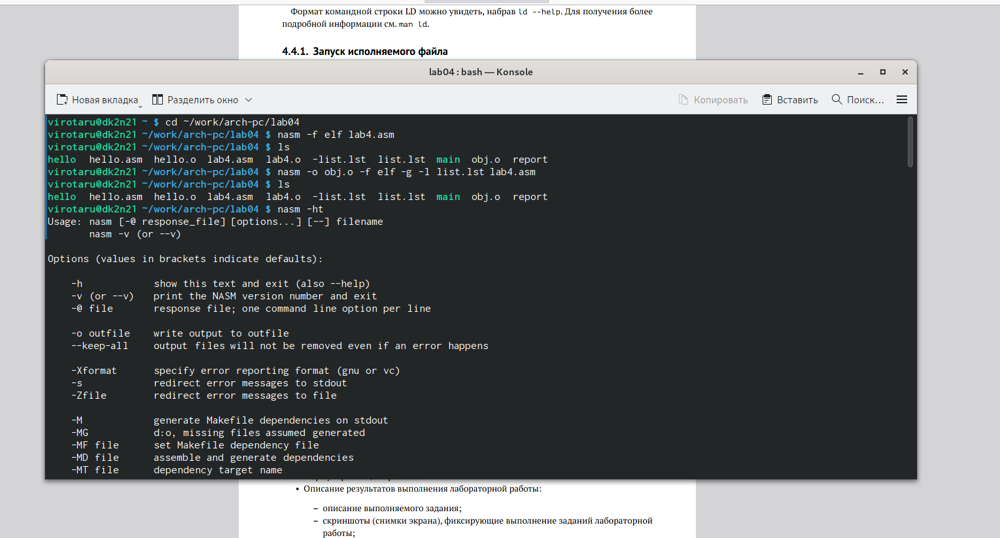 Формат командной строки LD можно увидеть, набрав ld --help. Для получения более
подробной информации см. man ld.
4.4.1. Запуск исполняемого файла
lab04 : bash — Konsole
Новая вкладка
Разделить окно
Копировать
Вставить
Поиск...
virotaru@dk2n21 ~ $ cd ~/work/arch-pc/lab04
virotaru@dk2n21 ~/work/arch-pc/lab04 $ nasm -f elf lab4.asm
virotaru@dk2n21 ~/work/arch-pc/lab04 $ ls
hello hello.asm hello.o lab4.asm lab4.o -list.lst list.lst main obj.o report
virotaru@dk2n21 ~/work/arch-pc/lab04 $ nasm -o obj.o -f elf -g -l list.lst lab4.asm
virotaru@dk2n21 ~/work/arch-pc/lab04 $ ls
hello hello.asm hello.o lab4.asm lab4.o -list.lst list.lst main obj.o report
virotaru@dk2n21 ~/work/arch-pc/lab04 $ nasm -ht
Usage: nasm [-@ response_file] [options...] [--] filename
nasm -v (or --v)
Options (values in brackets indicate defaults):
-h show this text and exit (also --help)
-v (or --v) print the NASM version number and exit
-@ file response file; one command line option per line
-o outfile write output to outfile
--keep-all output files will not be removed even if an error happens
-Xformat specify error reporting format (gnu or vc)
-s redirect error messages to stdout
-Zfile redirect error messages to file
-M generate Makefile dependencies on stdout
-MG d:o, missing files assumed generated
-MF file set Makefile dependency file
-MD file assemble and generate dependencies
-MT file dependency target name
• Описание результатов выполнения лабораторной работы:
– описание выполняемого задания;
– скриншоты (снимки экрана), фиксирующие выполнение заданий лабораторной
работы;